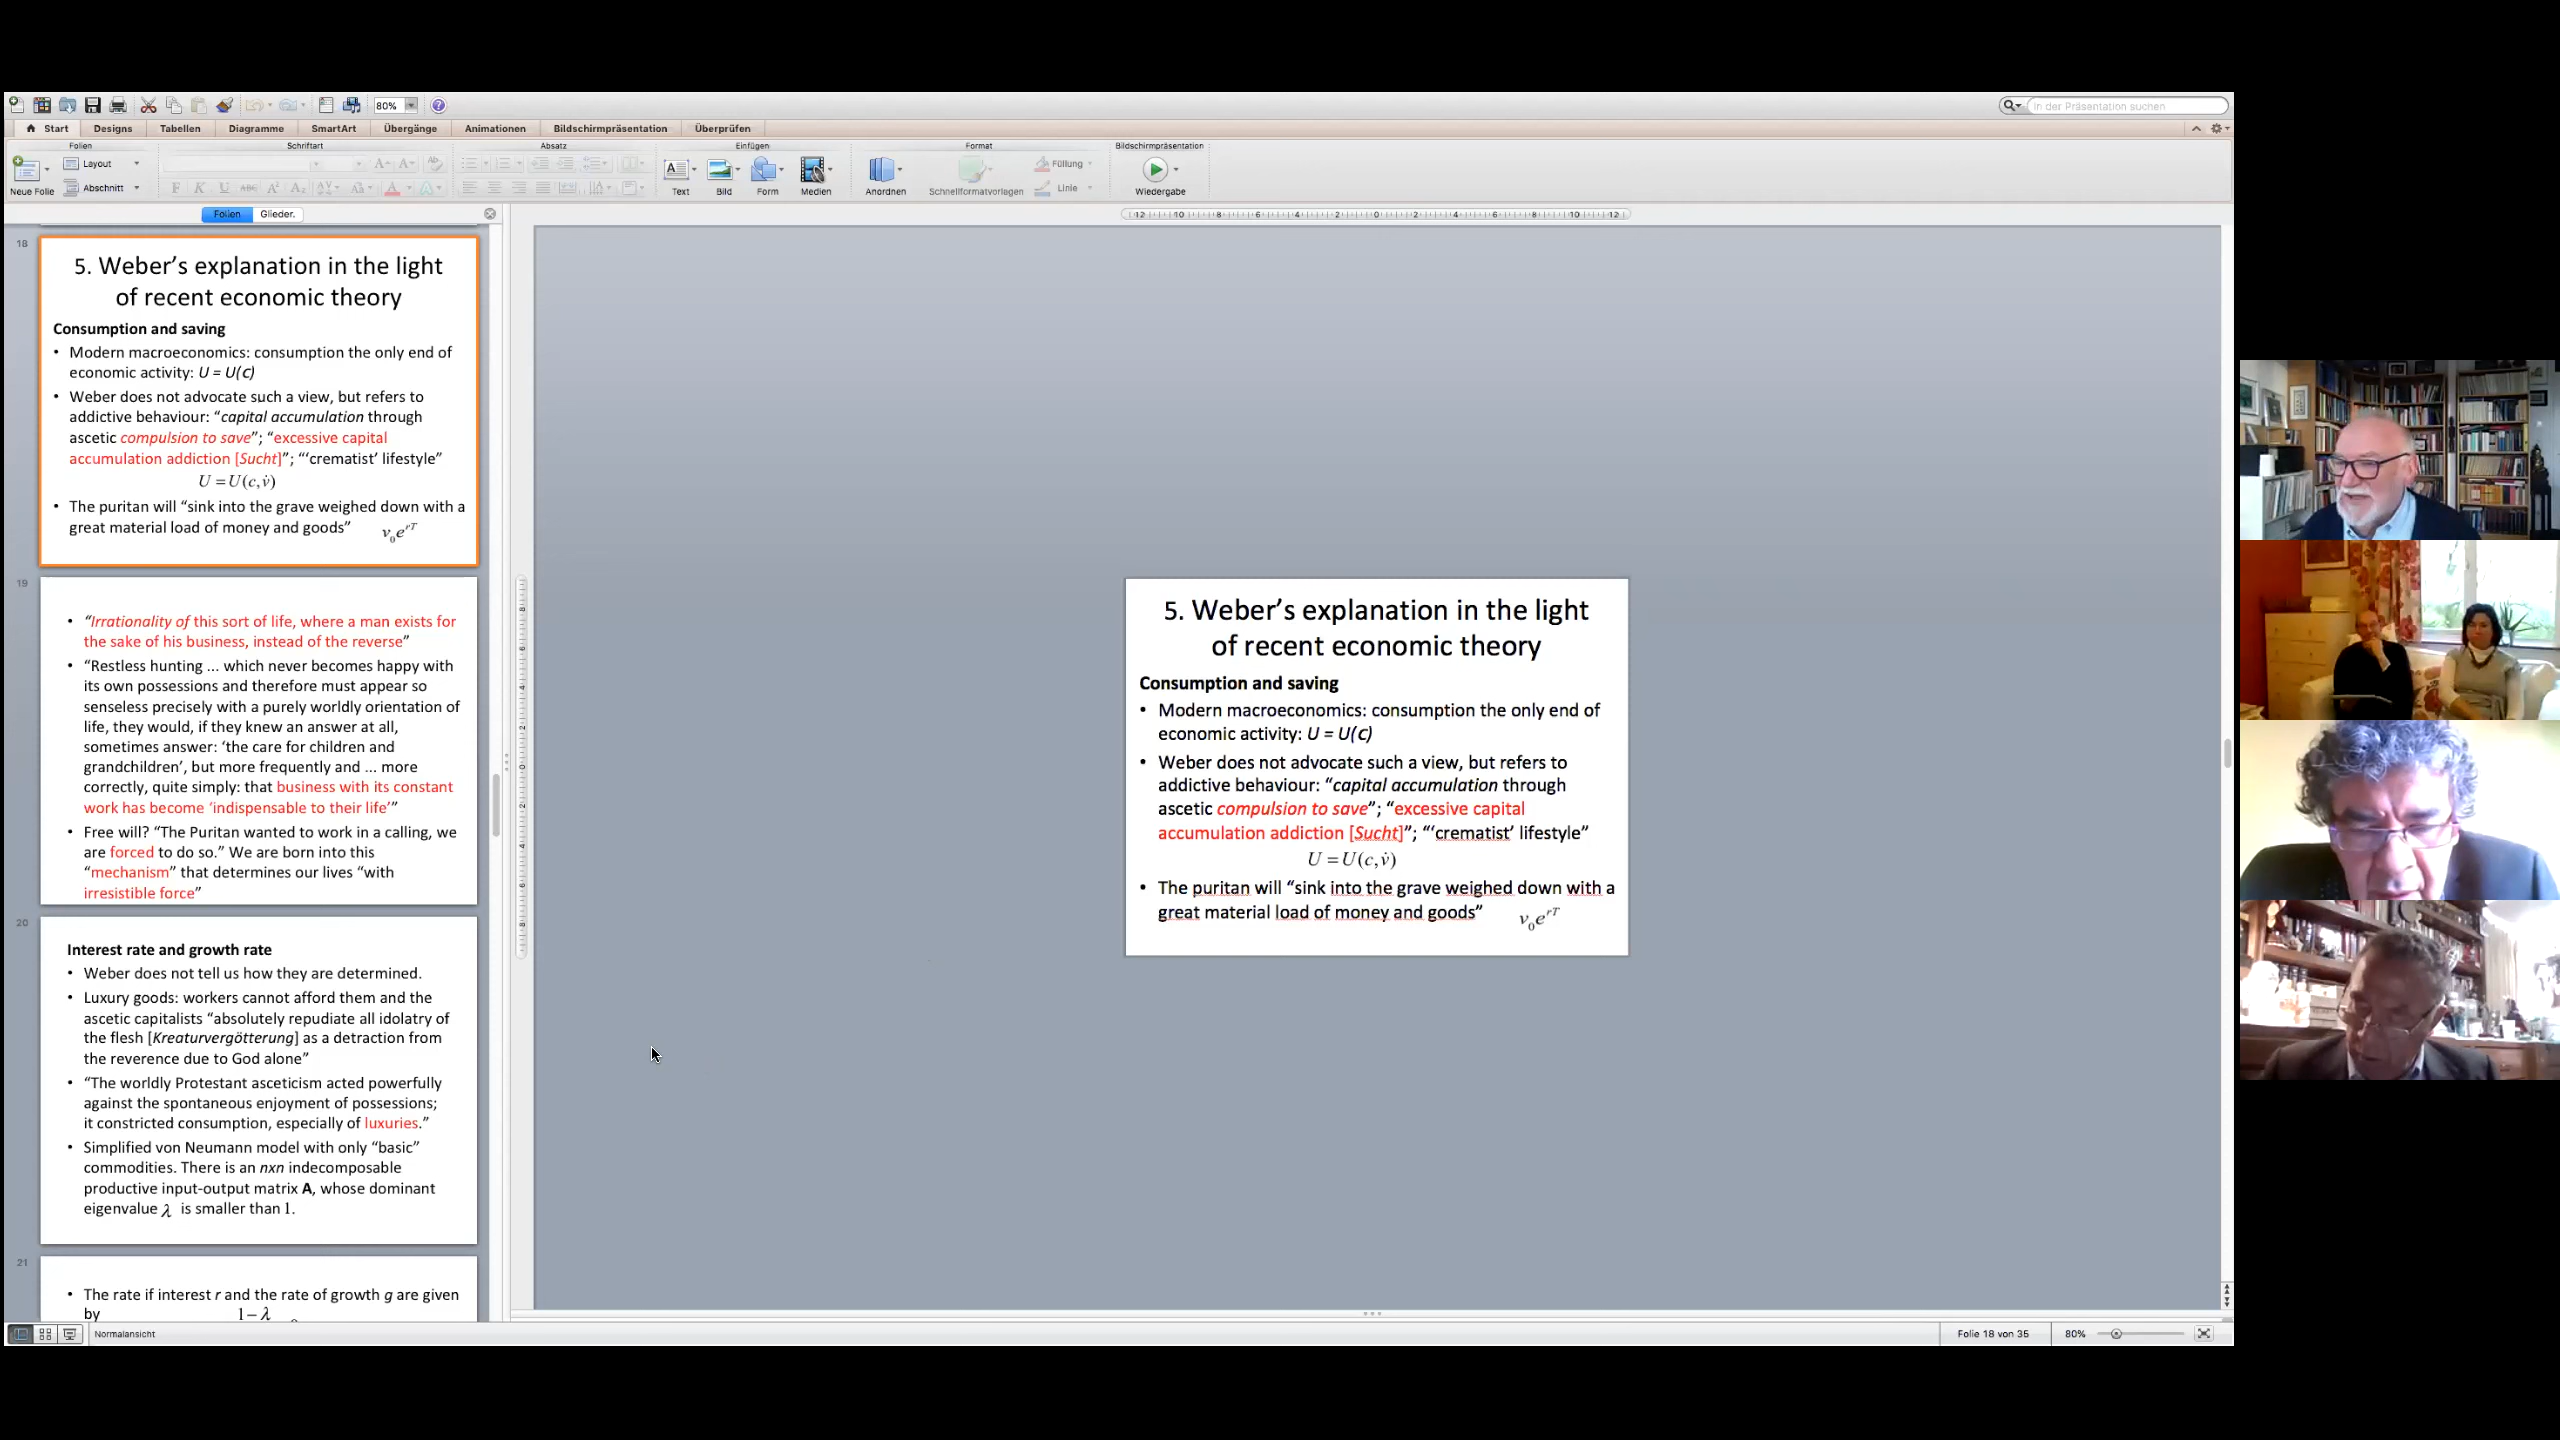 80%
In der Präsentation suchen
Start Designs Tabellen Diagramme SmartArt Übergänge Animationen Bildschirmpräsentation Überprüfen
Folien Schriftart Absatz Einfügen Format Bildschirmpräsentation
Layout
Abschnitt
Neue Folie
Text Bild Form Medien
Anordnen Schnellformatvorlagen
Füllung
Linie
Wiedergabe
Folien Glieder.
18
5. Weber’s explanation in the light
of recent economic theory
Consumption and saving
• Modern macroeconomics: consumption the only end of
economic activity: U = U(c)
• Weber does not advocate such a view, but refers to
addictive behaviour: “capital accumulation through
ascetic compulsion to save”; “excessive capital
accumulation addiction [Sucht]”; “‘crematist’ lifestyle”
U = U(c, v̇)
• The puritan will “sink into the grave weighed down with a
great material load of money and goods” v₀e^{rT}
19
• “Irrationality of this sort of life, where a man exists for
the sake of his business, instead of the reverse”
• “Restless hunting ... which never becomes happy with
its own possessions and therefore must appear so
senseless precisely with a purely worldly orientation of
life, they would, if they knew an answer at all,
sometimes answer: ‘the care for children and
grandchildren’, but more frequently and ... more
correctly, quite simply: that business with its constant
work has become ‘indispensable to their life’”
• Free will? “The Puritan wanted to work in a calling, we
are forced to do so.” We are born into this
“mechanism” that determines our lives “with
irresistible force”
20
Interest rate and growth rate
• Weber does not tell us how they are determined.
• Luxury goods: workers cannot afford them and the
ascetic capitalists “absolutely repudiate all idolatry of
the flesh [Kreaturvergötterung] as a detraction from
the reverence due to God alone”
• “The worldly Protestant asceticism acted powerfully
against the spontaneous enjoyment of possessions;
it constricted consumption, especially of luxuries.”
• Simplified von Neumann model with only “basic”
commodities. There is an nxn indecomposable
productive input-output matrix A, whose dominant
eigenvalue λ is smaller than 1.
21
• The rate if interest r and the rate of growth g are given
by 1 – λ
5. Weber’s explanation in the light
of recent economic theory
Consumption and saving
• Modern macroeconomics: consumption the only end of
economic activity: U = U(c)
• Weber does not advocate such a view, but refers to
addictive behaviour: “capital accumulation through
ascetic compulsion to save”; “excessive capital
accumulation addiction [Sucht]”; “‘crematist’ lifestyle”
U = U(c, v̇)
• The puritan will “sink into the grave weighed down with a
great material load of money and goods” v₀e^{rT}
Normalansicht
Folie 18 von 35
80%